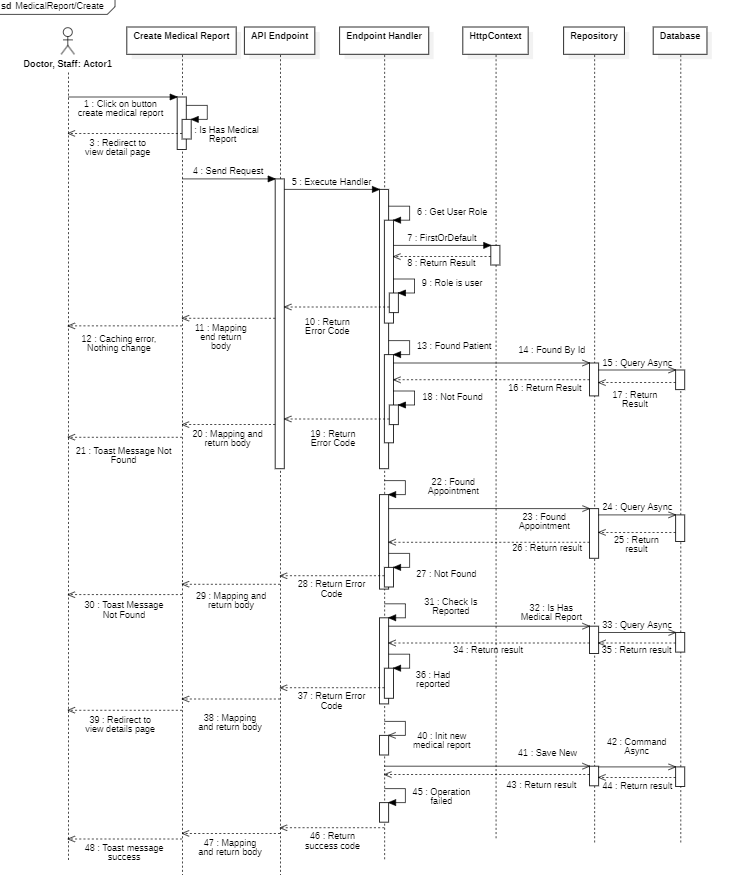 sd MedicalReport/Create
Doctor, Staff: Actor1
Create Medical Report
API Endpoint
Endpoint Handler
HttpContext
Repository
Database
1 : Click on button
create medical report
: Is Has Medical
Report
3 : Redirect to
view detail page
4 : Send Request
5 : Execute Handler
6 : Get User Role
7 : FirstOrDefault
8 : Return Result
9 : Role is user
10 : Return
Error Code
11 : Mapping
end return
body
12 : Caching error,
Nothing change
13 : Found Patient
14 : Found By Id
15 : Query Async
16 : Return Result
17 : Return
Result
18 : Not Found
19 : Return
Error Code
20 : Mapping and
return body
21 : Toast Message Not
Found
22 : Found
Appointment
23 : Found
Appointment
24 : Query Async
25 : Return
result
26 : Return result
27 : Not Found
28 : Return Error
Code
29 : Mapping and
return body
30 : Toast Message
Not Found
31 : Check Is
Reported
32 : Is Has
Medical Report
33 : Query Async
34 : Return result
35 : Return result
36 : Had
reported
37 : Return Error
Code
38 : Mapping
and return body
39 : Redirect to
view details page
40 : Init new
medical report
41 : Save New
42 : Command
Async
43 : Return result
44 : Return result
45 : Operation
failed
46 : Return
success code
47 : Mapping
and return body
48 : Toast message
success